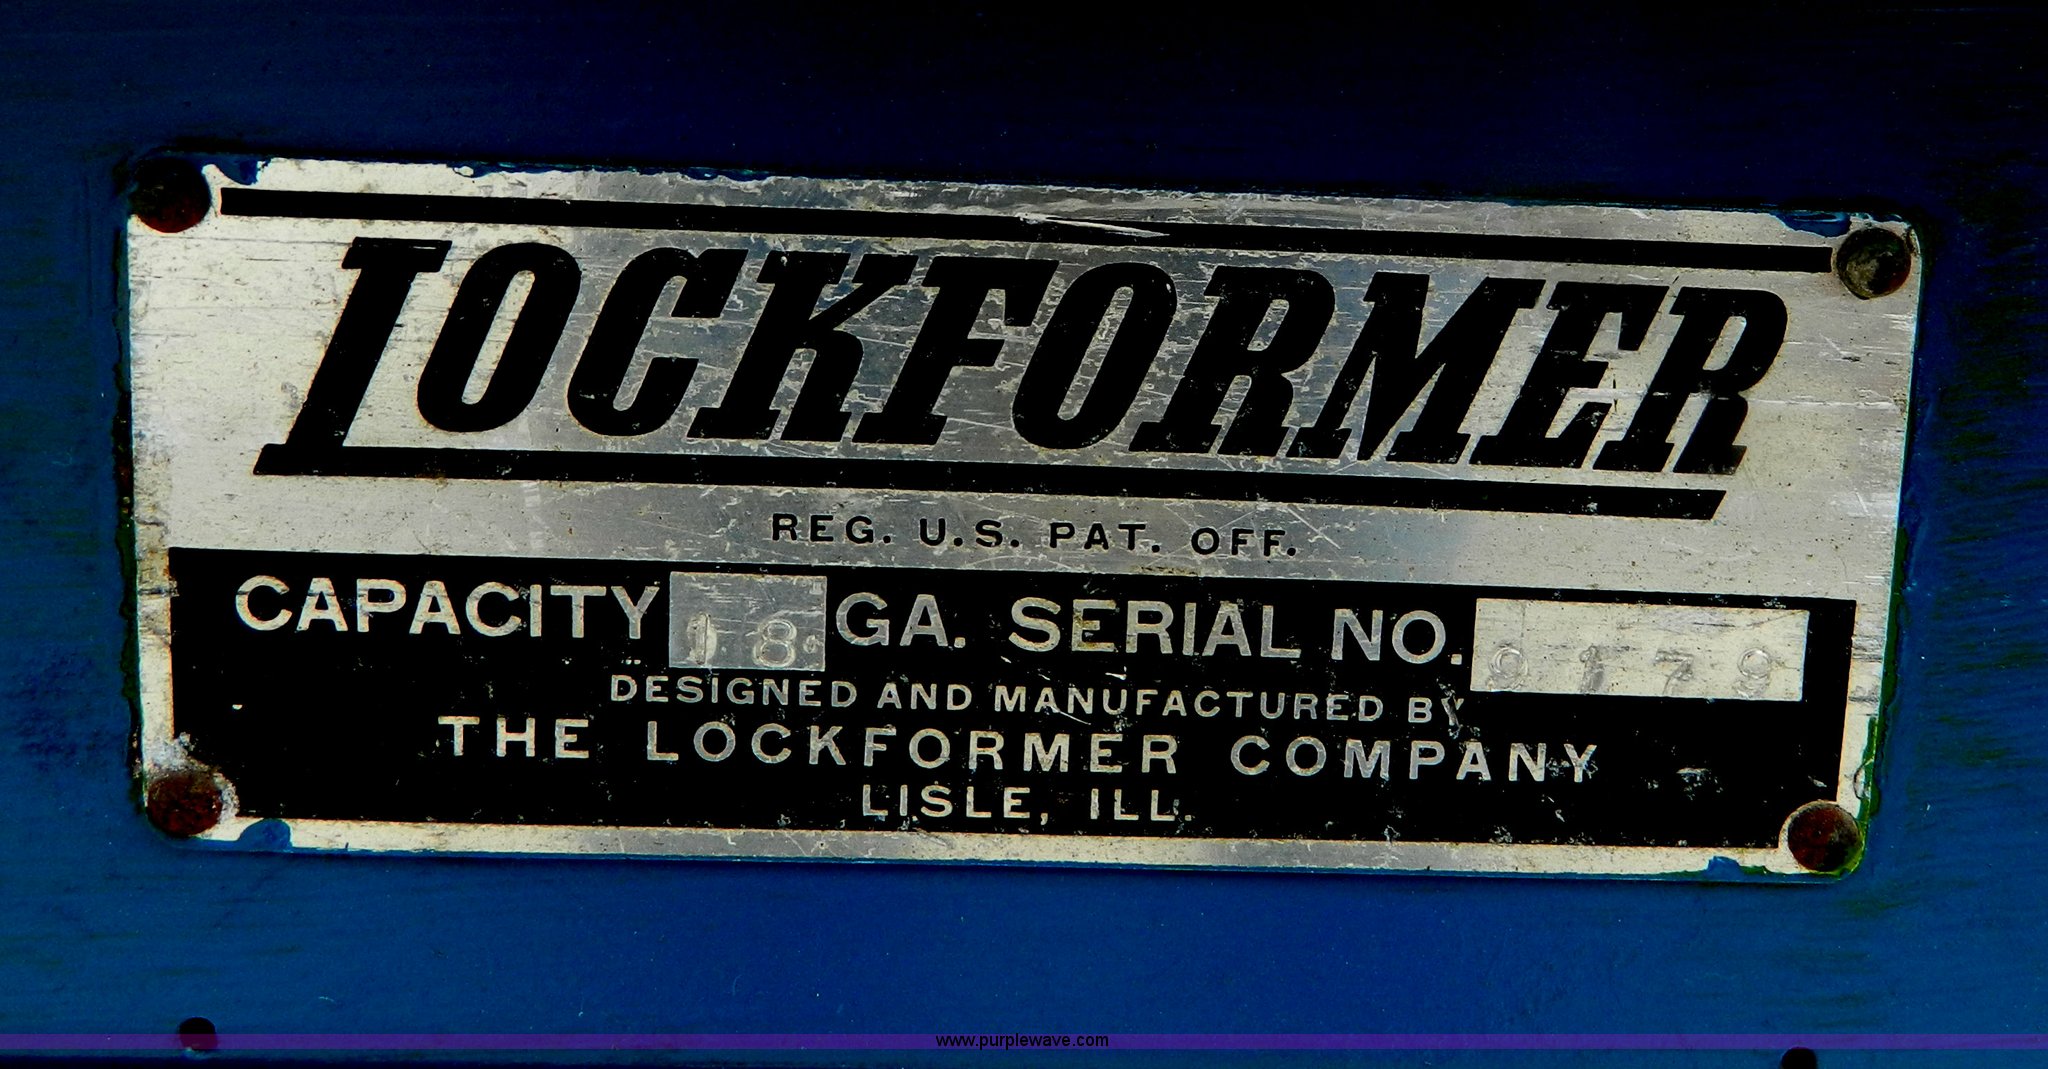 LOCKFORMER
REG. U.S. PAT. OFF.
CAPACITY 18 GA. SERIAL NO. 9179
DESIGNED AND MANUFACTURED BY
THE LOCKFORMER COMPANY
LISLE, ILL.
www.purplewave.com